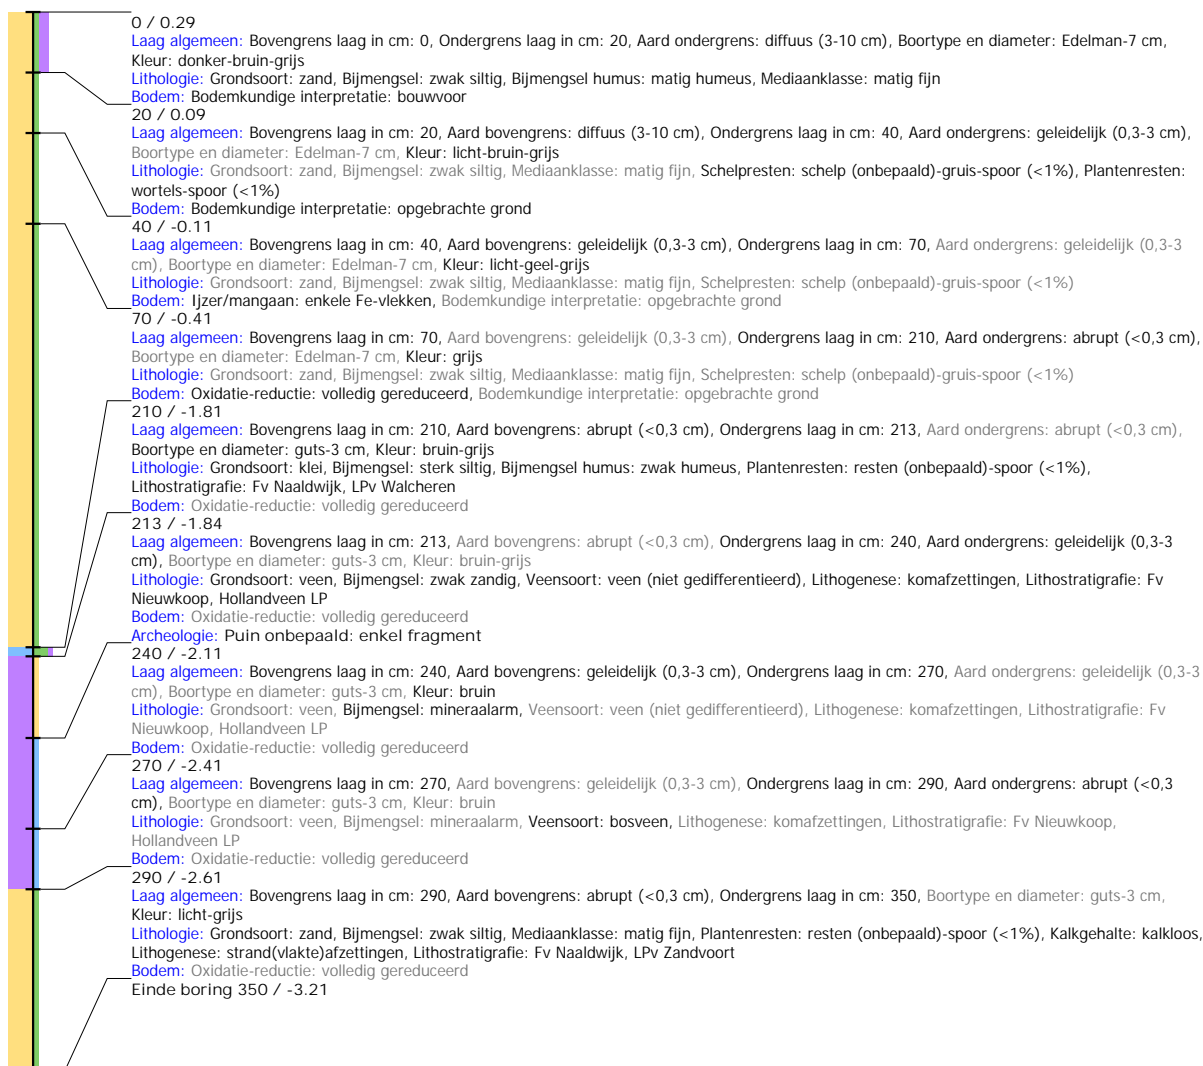 0 / 0.29
Laag algemeen: Bovengrens laag in cm: 0, Ondergrens laag in cm: 20, Aard ondergrens: diffuus (3-10 cm), Boortype en diameter: Edelman-7 cm,
Kleur: donker-bruin-grijs
Lithologie: Grondsoort: zand, Bijmengsel: zwak siltig, Bijmengsel humus: matig humeus, Mediaanklasse: matig fijn
Bodem: Bodemkundige interpretatie: bouwvoor
20 / 0.09
Laag algemeen: Bovengrens laag in cm: 20, Aard bovengrens: diffuus (3-10 cm), Ondergrens laag in cm: 40, Aard ondergrens: geleidelijk (0,3-3 cm),
Boortype en diameter: Edelman-7 cm, Kleur: licht-bruin-grijs
Lithologie: Grondsoort: zand, Bijmengsel: zwak siltig, Mediaanklasse: matig fijn, Schelpresten: schelp (onbepaald)-gruis-spoor (<1%), Plantenresten:
wortels-spoor (<1%)
Bodem: Bodemkundige interpretatie: opgebrachte grond
40 / -0.11
Laag algemeen: Bovengrens laag in cm: 40, Aard bovengrens: geleidelijk (0,3-3 cm), Ondergrens laag in cm: 70, Aard ondergrens: geleidelijk (0,3-3
cm), Boortype en diameter: Edelman-7 cm, Kleur: licht-geel-grijs
Lithologie: Grondsoort: zand, Bijmengsel: zwak siltig, Mediaanklasse: matig fijn, Schelpresten: schelp (onbepaald)-gruis-spoor (<1%)
Bodem: Ijzer/mangaan: enkele Fe-vlekken, Bodemkundige interpretatie: opgebrachte grond
70 / -0.41
Laag algemeen: Bovengrens laag in cm: 70, Aard bovengrens: geleidelijk (0,3-3 cm), Ondergrens laag in cm: 210, Aard ondergrens: abrupt (<0,3 cm),
Boortype en diameter: Edelman-7 cm, Kleur: grijs
Lithologie: Grondsoort: zand, Bijmengsel: zwak siltig, Mediaanklasse: matig fijn, Schelpresten: schelp (onbepaald)-gruis-spoor (<1%)
Bodem: Oxidatie-reductie: volledig gereduceerd, Bodemkundige interpretatie: opgebrachte grond
210 / -1.81
Laag algemeen: Bovengrens laag in cm: 210, Aard bovengrens: abrupt (<0,3 cm), Ondergrens laag in cm: 213, Aard ondergrens: abrupt (<0,3 cm),
Boortype en diameter: guts-3 cm, Kleur: bruin-grijs
Lithologie: Grondsoort: klei, Bijmengsel: sterk siltig, Bijmengsel humus: zwak humeus, Plantenresten: resten (onbepaald)-spoor (<1%),
Lithostratigrafie: Fv Naaldwijk, LPv Walcheren
Bodem: Oxidatie-reductie: volledig gereduceerd
213 / -1.84
Laag algemeen: Bovengrens laag in cm: 213, Aard bovengrens: abrupt (<0,3 cm), Ondergrens laag in cm: 240, Aard ondergrens: geleidelijk (0,3-3
cm), Boortype en diameter: guts-3 cm, Kleur: bruin-grijs
Lithologie: Grondsoort: veen, Bijmengsel: zwak zandig, Veensoort: veen (niet gedifferentieerd), Lithogenese: komafzettingen, Lithostratigrafie: Fv
Nieuwkoop, Hollandveen LP
Bodem: Oxidatie-reductie: volledig gereduceerd
Archeologie: Puin onbepaald: enkel fragment
240 / -2.11
Laag algemeen: Bovengrens laag in cm: 240, Aard bovengrens: geleidelijk (0,3-3 cm), Ondergrens laag in cm: 270, Aard ondergrens: geleidelijk (0,3-3
cm), Boortype en diameter: guts-3 cm, Kleur: bruin
Lithologie: Grondsoort: veen, Bijmengsel: mineraalarm, Veensoort: veen (niet gedifferentieerd), Lithogenese: komafzettingen, Lithostratigrafie: Fv
Nieuwkoop, Hollandveen LP
Bodem: Oxidatie-reductie: volledig gereduceerd
270 / -2.41
Laag algemeen: Bovengrens laag in cm: 270, Aard bovengrens: geleidelijk (0,3-3 cm), Ondergrens laag in cm: 290, Aard ondergrens: abrupt (<0,3
cm), Boortype en diameter: guts-3 cm, Kleur: bruin
Lithologie: Grondsoort: veen, Bijmengsel: mineraalarm, Veensoort: bosveen, Lithogenese: komafzettingen, Lithostratigrafie: Fv Nieuwkoop,
Hollandveen LP
Bodem: Oxidatie-reductie: volledig gereduceerd
290 / -2.61
Laag algemeen: Bovengrens laag in cm: 290, Aard bovengrens: abrupt (<0,3 cm), Ondergrens laag in cm: 350, Boortype en diameter: guts-3 cm,
Kleur: licht-grijs
Lithologie: Grondsoort: zand, Bijmengsel: zwak siltig, Mediaanklasse: matig fijn, Plantenresten: resten (onbepaald)-spoor (<1%), Kalkgehalte: kalkloos,
Lithogenese: strand(vlakte)afzettingen, Lithostratigrafie: Fv Naaldwijk, LPv Zandvoort
Bodem: Oxidatie-reductie: volledig gereduceerd
Einde boring 350 / -3.21